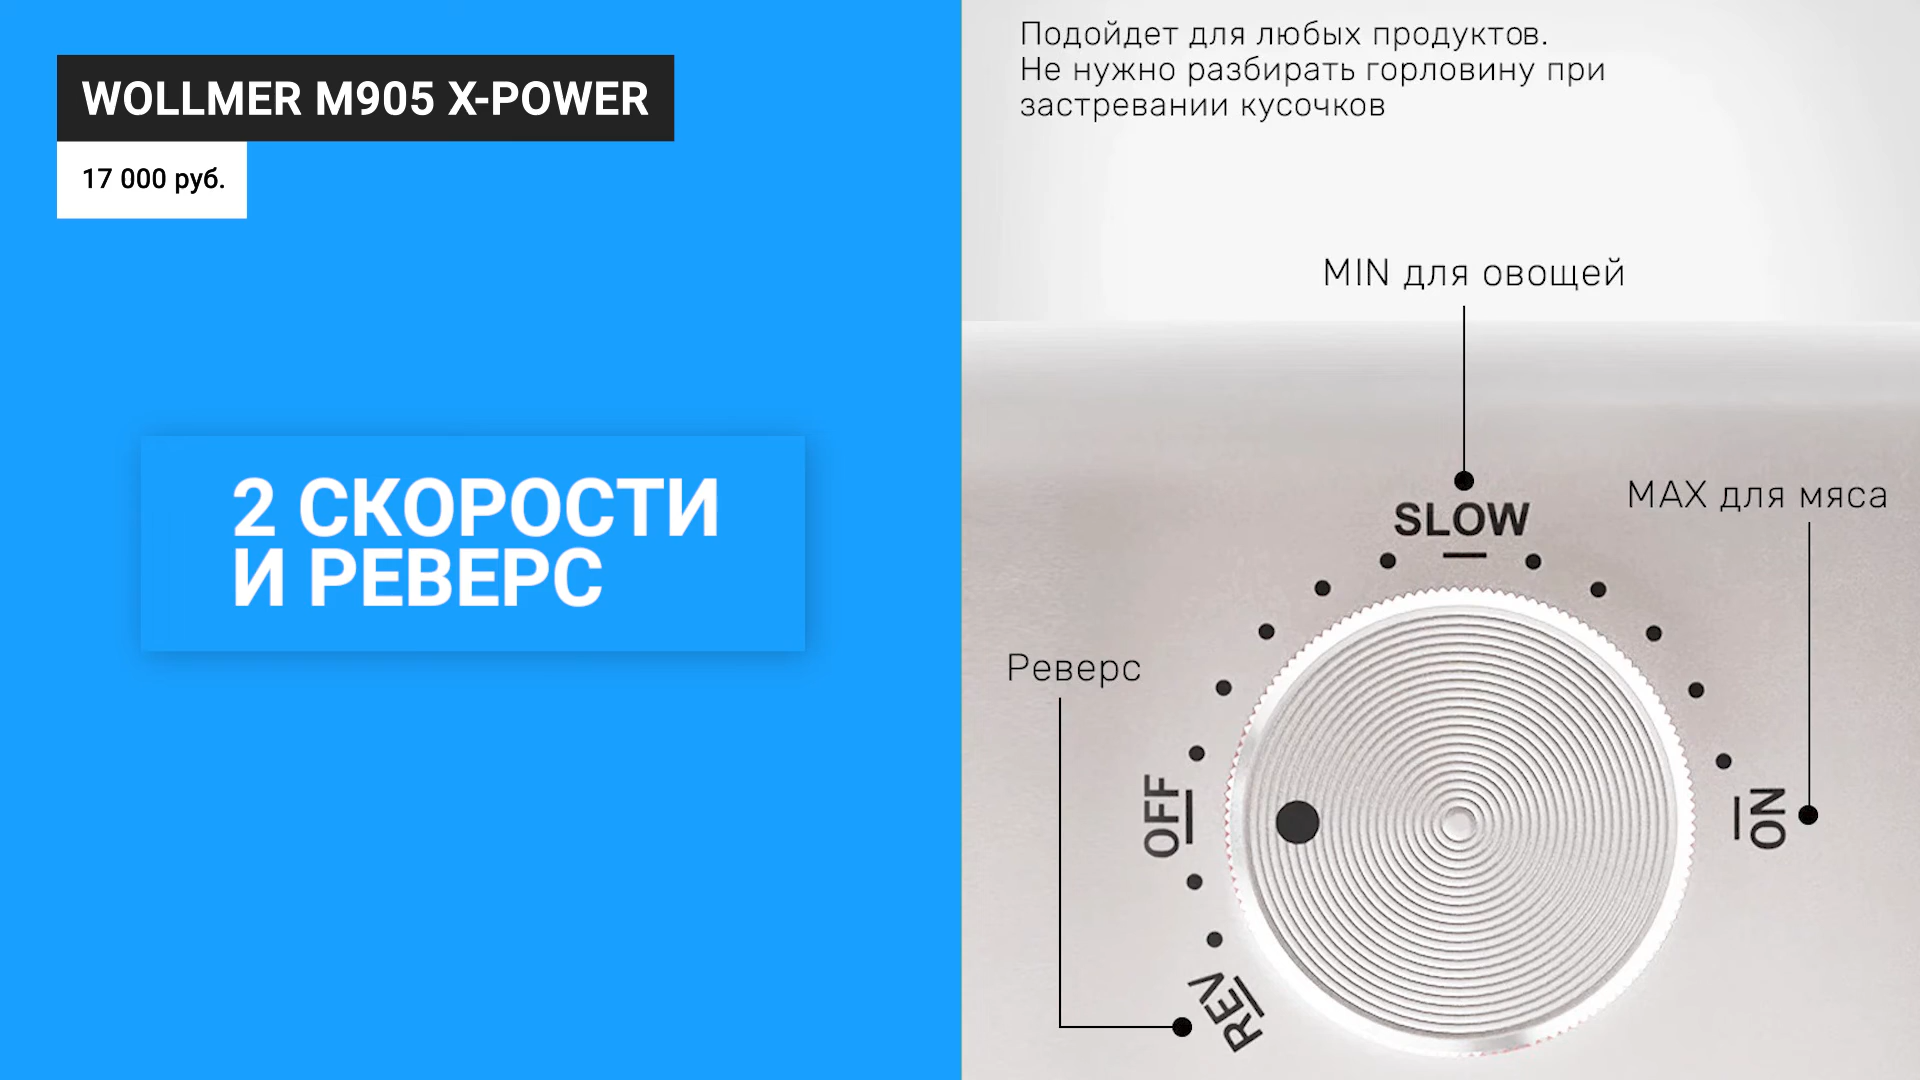 WOLLMER M905 X-POWER
17 000 руб.
2 СКОРОСТИ
И РЕВЕРС
Подойдет для любых продуктов.
Не нужно разбирать горловину при
застревании кусочков
MIN для овощей
SLOW
MAX для мяса
Реверс
OFF
ON
REV